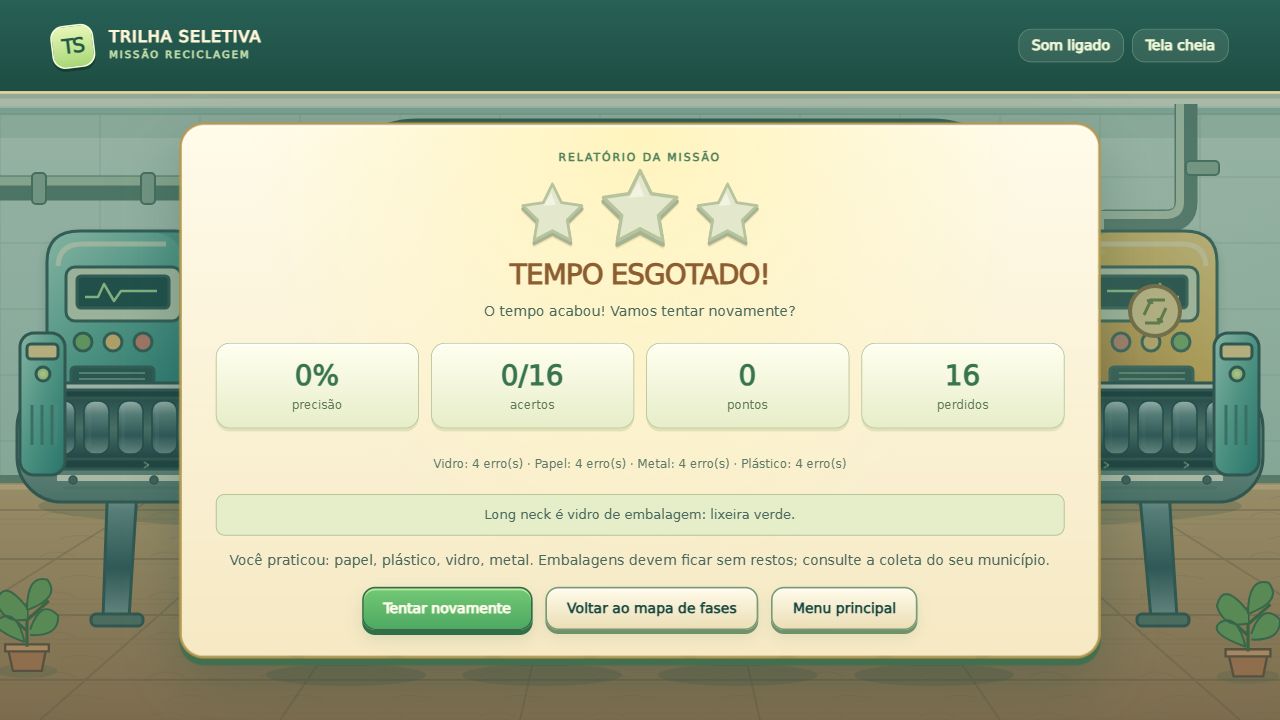 TS
TRILHA SELETIVA
MISSÃO RECICLAGEM
Som ligado
Tela cheia
RELATÓRIO DA MISSÃO
TEMPO ESGOTADO!
O tempo acabou! Vamos tentar novamente?
0%
precisão
0/16
acertos
0
pontos
16
perdidos
Vidro: 4 erro(s) · Papel: 4 erro(s) · Metal: 4 erro(s) · Plástico: 4 erro(s)
Long neck é vidro de embalagem: lixeira verde.
Você praticou: papel, plástico, vidro, metal. Embalagens devem ficar sem restos; consulte a coleta do seu município.
Tentar novamente
Voltar ao mapa de fases
Menu principal